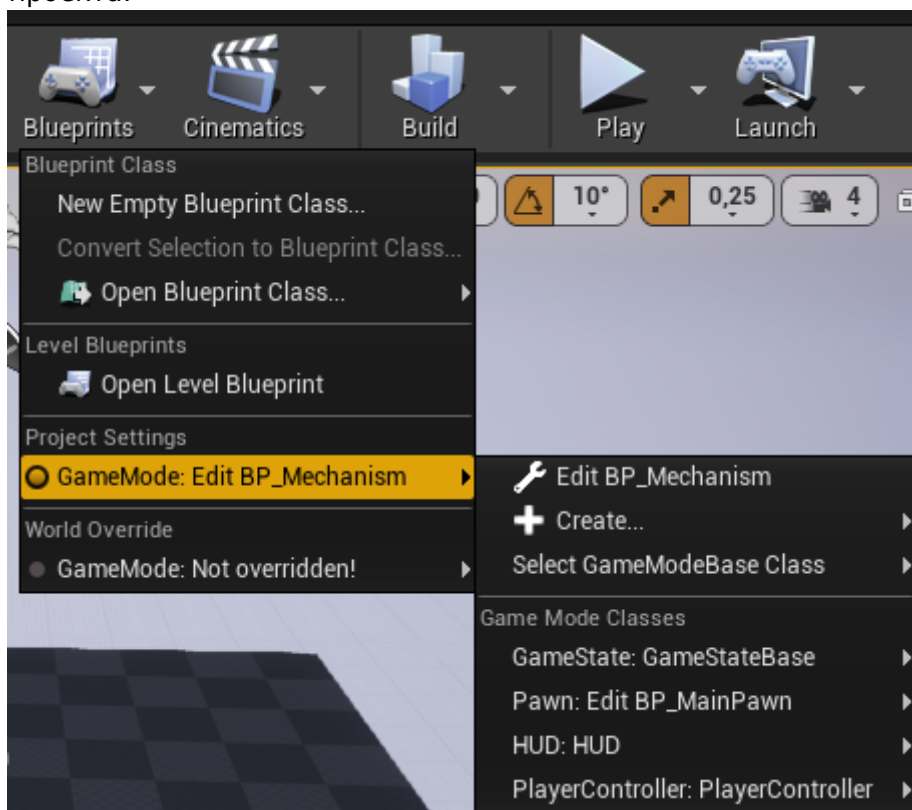 Blueprints Cinematics Build Play Launch
Blueprint Class
New Empty Blueprint Class...
10° 0,25 4
Convert Selection to Blueprint Class...
Open Blueprint Class...
Level Blueprints
Open Level Blueprint
Project Settings
GameMode: Edit BP_Mechanism
Edit BP_Mechanism
Create...
World Override
GameMode: Not overridden!
Select GameModeBase Class
Game Mode Classes
GameState: GameStateBase
Pawn: Edit BP_MainPawn
HUD: HUD
PlayerController: PlayerController